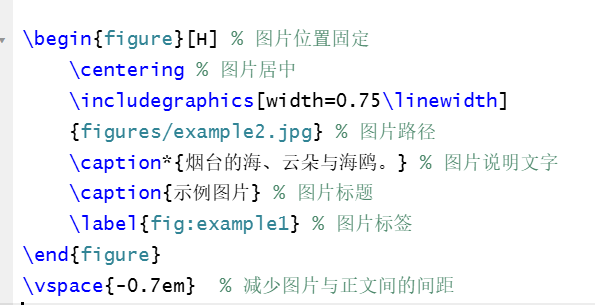 \begin{figure}[H] % 图片位置固定
\centering % 图片居中
\includegraphics[width=0.75\linewidth]
{figures/example2.jpg} % 图片路径
\caption*{烟台的海、云朵与海鸥。} % 图片说明文字
\caption{示例图片} % 图片标题
\label{fig:example1} % 图片标签
\end{figure}
\vspace{-0.7em}  % 减少图片与正文间的间距